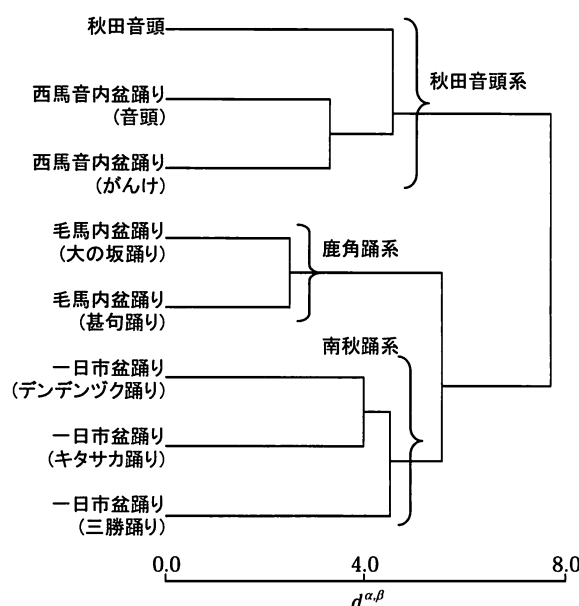 秋田音頭
秋田音頭系
西馬音内盆踊り
(音頭)
西馬音内盆踊り
(がんけ)
毛馬内盆踊り
(大の坂踊り)
鹿角踊系
毛馬内盆踊り
(甚句踊り)
南秋踊系
一日市盆踊り
(デンデンヅク踊り)
一日市盆踊り
(キタサカ踊り)
一日市盆踊り
(三勝踊り)
0.0 4.0 8.0
d^{α,β}